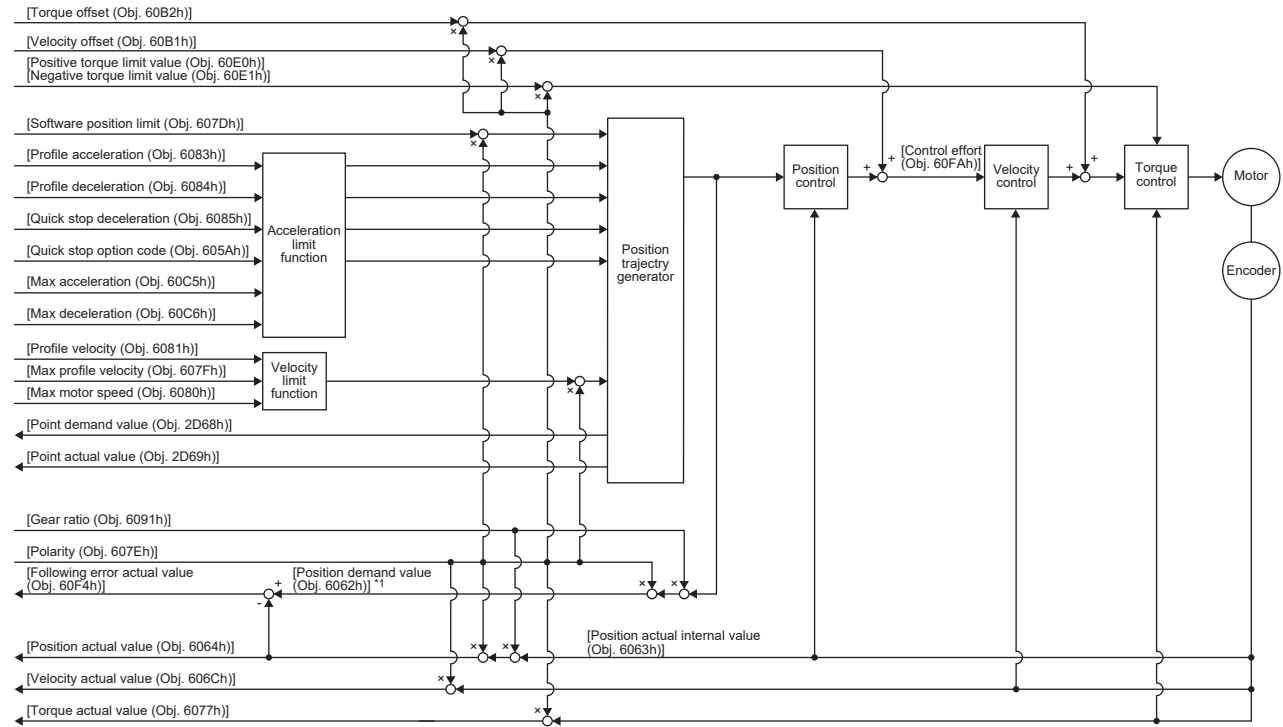 [Torque offset (Obj. 60B2h)]
×
[Velocity offset (Obj. 60B1h)]
×
[Positive torque limit value (Obj. 60E0h)]
[Negative torque limit value (Obj. 60E1h)]
×
[Software position limit (Obj. 607Dh)]
×
[Profile acceleration (Obj. 6083h)]
[Profile deceleration (Obj. 6084h)]
[Quick stop deceleration (Obj. 6085h)]
[Quick stop option code (Obj. 605Ah)]
[Max acceleration (Obj. 60C5h)]
[Max deceleration (Obj. 60C6h)]
Acceleration
limit
function
[Profile velocity (Obj. 6081h)]
[Max profile velocity (Obj. 607Fh)]
[Max motor speed (Obj. 6080h)]
Velocity
limit
function
×
[Point demand value (Obj. 2D68h)]
[Point actual value (Obj. 2D69h)]
Position
trajectry
generator
Position
control
+
+
[Control effort
(Obj. 60FAh)]
Velocity
control
+
+
Torque
control
Motor
Encoder
[Gear ratio (Obj. 6091h)]
[Polarity (Obj. 607Eh)]
[Following error actual value
(Obj. 60F4h)]
+
-
[Position demand value
(Obj. 6062h)] *1
×
×
[Position actual value (Obj. 6064h)]
×
×
[Position actual internal value
(Obj. 6063h)]
[Velocity actual value (Obj. 606Ch)]
×
[Torque actual value (Obj. 6077h)]
×